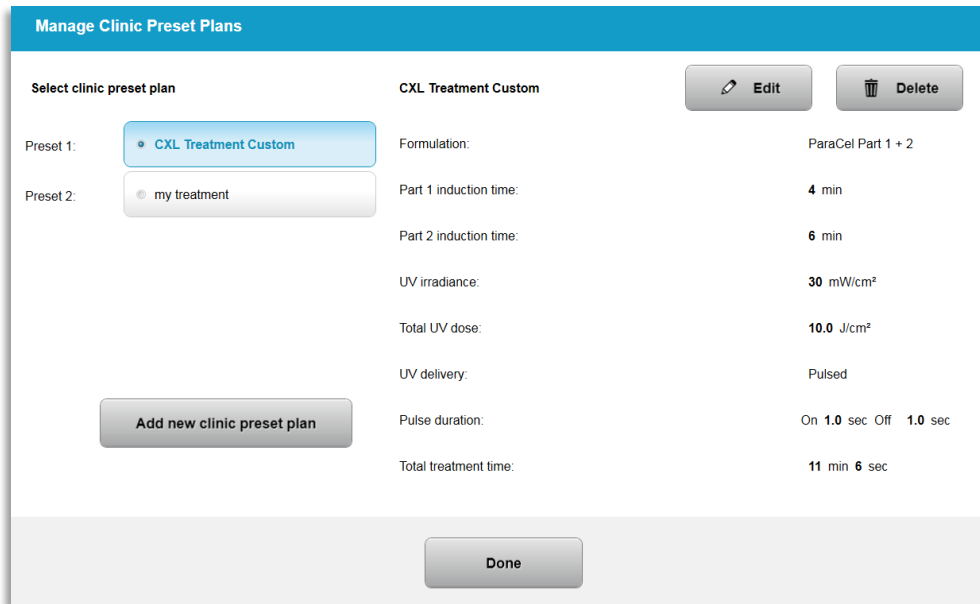 Manage Clinic Preset Plans
Select clinic preset plan
CXL Treatment Custom
Edit
Delete
Preset 1:
CXL Treatment Custom
Preset 2:
my treatment
Formulation:
ParaCel Part 1 + 2
Part 1 induction time:
4 min
Part 2 induction time:
6 min
UV irradiance:
30 mW/cm²
Total UV dose:
10.0 J/cm²
UV delivery:
Pulsed
Pulse duration:
On 1.0 sec Off 1.0 sec
Total treatment time:
11 min 6 sec
Add new clinic preset plan
Done